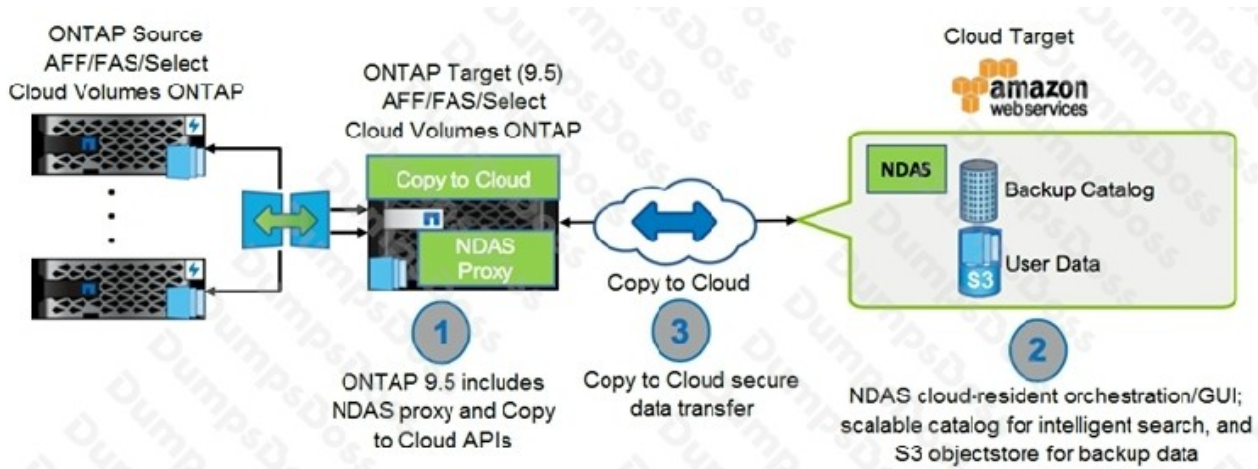 ONTAP Source
AFF/FAS/Select
Cloud Volumes ONTAP
ONTAP Target (9.5)
AFF/FAS/Select
Cloud Volumes ONTAP
Copy to Cloud
NDAS
Proxy
1
ONTAP 9.5 includes
NDAS proxy and Copy
to Cloud APIs
Copy to Cloud
3
Copy to Cloud secure
data transfer
Cloud Target
amazon
webservices
NDAS
Backup Catalog
User Data
S3
2
NDAS cloud-resident orchestration/GUI;
scalable catalog for intelligent search, and
S3 objectstore for backup data
DumpsDoss